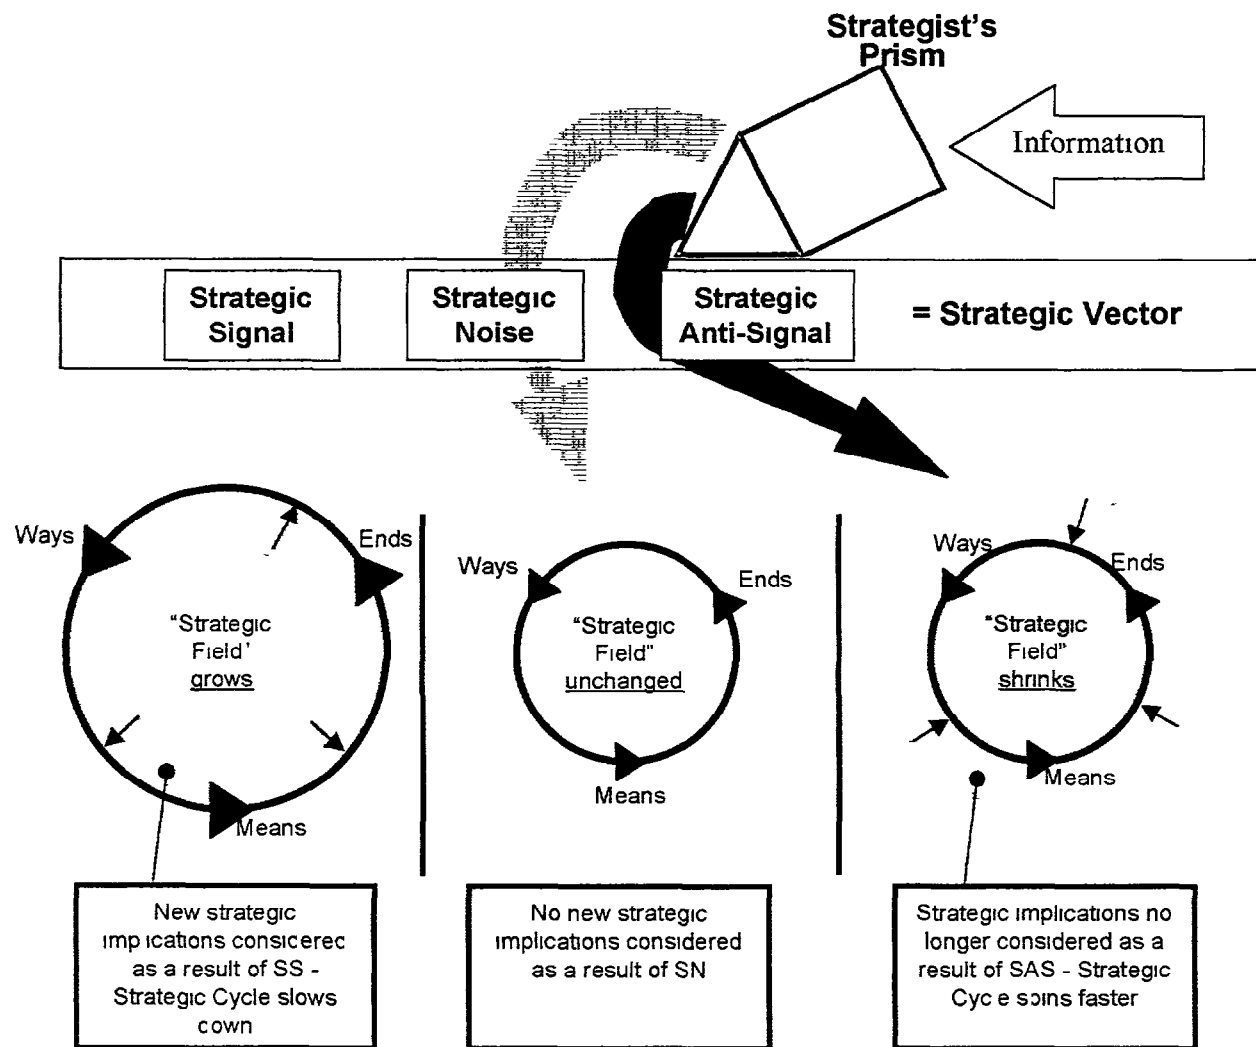 Strategist's
Prism
Information
Strategic
Signal
Strategic
Noise
Strategic
Anti-Signal
= Strategic Vector
Ways
Ends
"Strategic
Field'
grows
Means
Ways
Ends
"Strategic
Field"
unchanged
Means
Ways
Ends
"Strategic
Field"
shrinks
Means
New strategic
implications considered
as a result of SS -
Strategic Cycle slows
down
No new strategic
implications considered
as a result of SN
Strategic implications no
longer considered as a
result of SAS - Strategic
Cycle spins faster